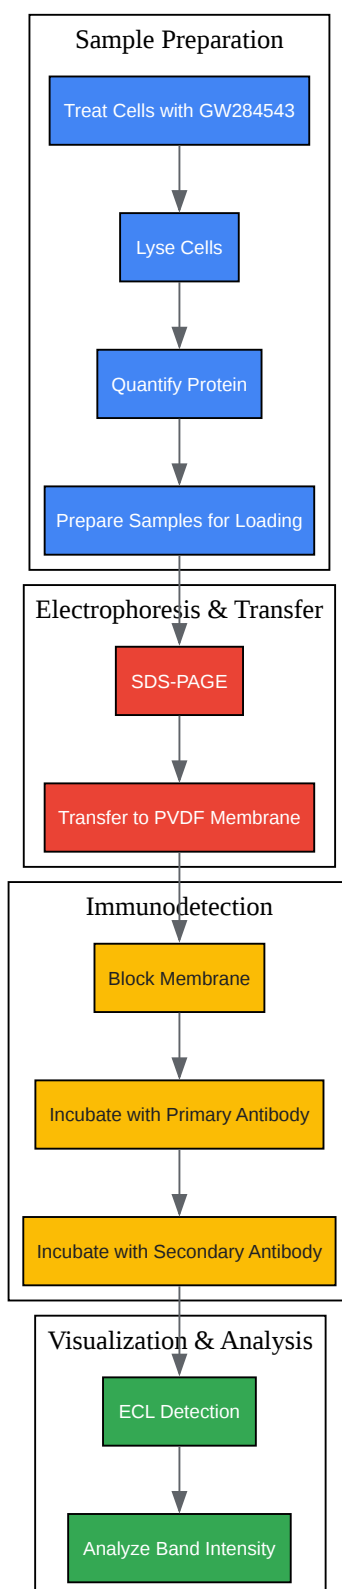 Sample Preparation
Treat Cells with GW284543
Lyse Cells
Quantify Protein
Prepare Samples for Loading
Electrophoresis & Transfer
SDS-PAGE
Transfer to PVDF Membrane
Immunodetection
Block Membrane
Incubate with Primary Antibody
Incubate with Secondary Antibody
Visualization & Analysis
ECL Detection
Analyze Band Intensity